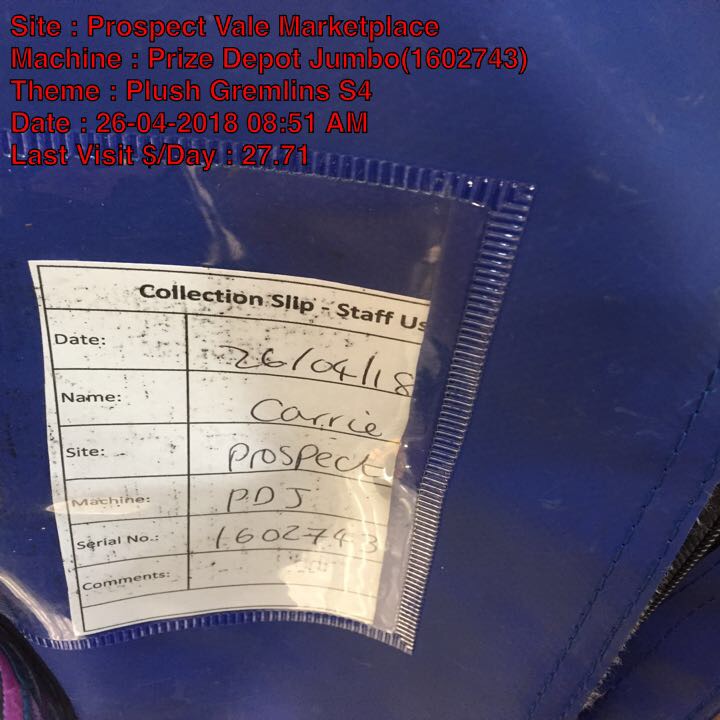 Site : Prospect Vale Marketplace
Machine : Prize Depot Jumbo(1602743)
Theme : Plush Gremlins S4
Date : 26-04-2018 08:51 AM
Last Visit $/Day : 27.71
Collection Slip - Staff Us
Date: 26/04/18
Name: Carrie
Site: Prospect
Machine: PDJ
Serial No.: 1602743
Comments: